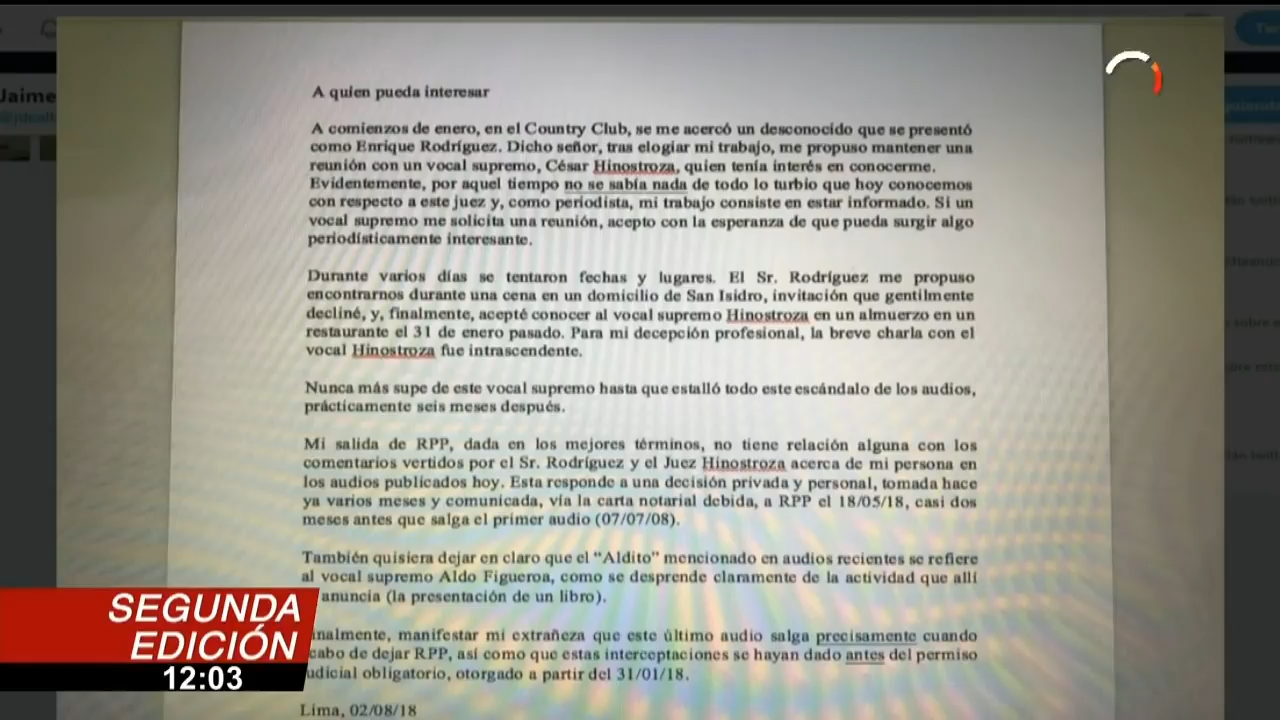 Jaime
A quien pueda interesar
A comienzos de enero, en el Country Club, se me acercó un desconocido que se presentó
como Enrique Rodríguez. Dicho señor, tras elogiar mi trabajo, me propuso mantener una
reunión con un vocal supremo, César Hinostroza, quien tenía interés en conocerme.
Evidentemente, por aquel tiempo no se sabía nada de todo lo turbio que hoy conocemos
con respecto a este juez y, como periodista, mi trabajo consiste en estar informado. Si un
vocal supremo me solicita una reunión, acepto con la esperanza de que pueda surgir algo
periodísticamente interesante.
Durante varios días se tentaron fechas y lugares. El Sr. Rodríguez me propuso
encontrarnos durante una cena en un domicilio de San Isidro, invitación que gentilmente
decliné, y, finalmente, acepté conocer al vocal supremo Hinostroza en un almuerzo en un
restaurante el 31 de enero pasado. Para mi decepción profesional, la breve charla con el
vocal Hinostroza fue intrascendente.
Nunca más supe de este vocal supremo hasta que estalló todo este escándalo de los audios,
prácticamente seis meses después.
Mi salida de RPP, dada en los mejores términos, no tiene relación alguna con los
comentarios vertidos por el Sr. Rodríguez y el Juez Hinostroza acerca de mi persona en
los audios publicados hoy. Esta responde a una decisión privada y personal, tomada hace
ya varios meses y comunicada, vía la carta notarial debida, a RPP el 18/05/18, casi dos
meses antes que salga el primer audio (07/07/08).
También quisiera dejar en claro que el “Aldito” mencionado en audios recientes se refiere
al vocal supremo Aldo Figueroa, como se desprende claramente de la actividad que allí
anuncia (la presentación de un libro).
nalmente, manifestar mi extrañeza que este último audio salga precisamente cuando
cabo de dejar RPP, así como que estas interceptaciones se hayan dado antes del permiso
udicial obligatorio, otorgado a partir del 31/01/18.
Lima, 02/08/18
SEGUNDA
EDICIÓN
12:03